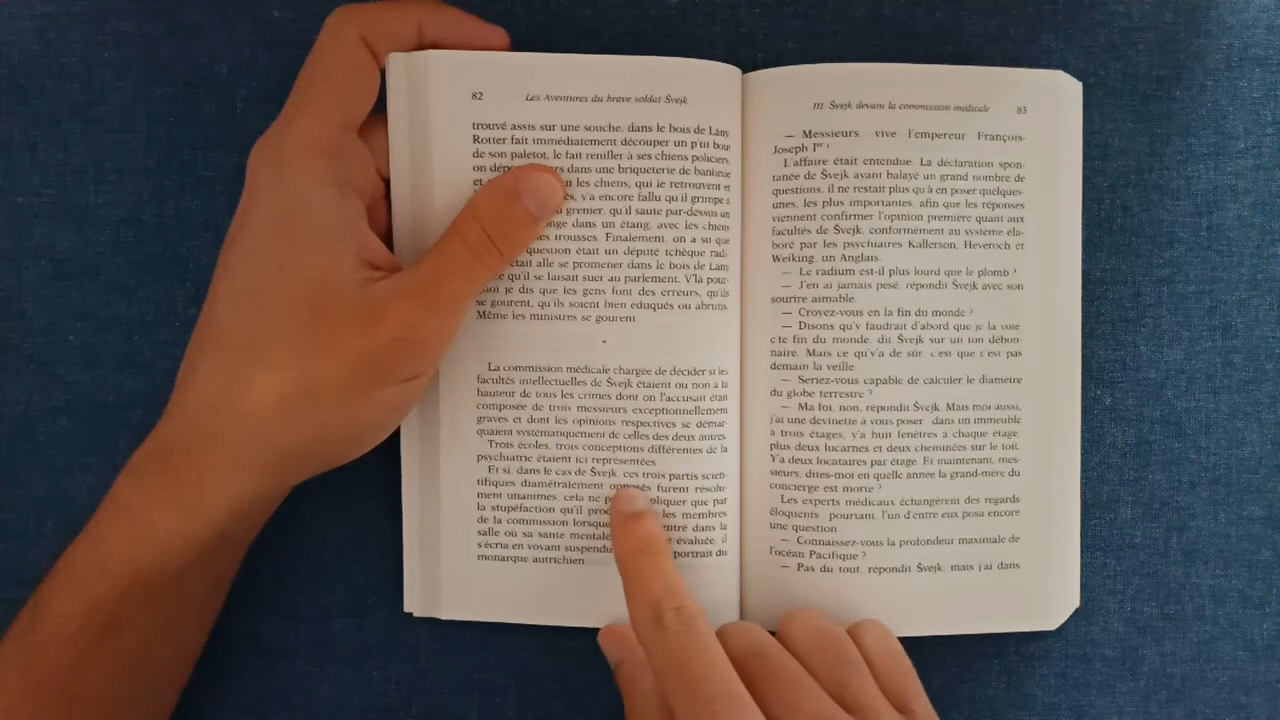 82
Les Aventures du brave soldat Švejk
trouvé assis sur une souche, dans le bois de Lány
Rotter fait immédiatement découper un p'tit bout
de son paletot, le fait renifler à ses chiens policiers,
on dans une briqueterie de banlieue
et les chiens, qui le retrouvent et
y'a encore fallu qu'il grimpe à
grenier, qu'il saute par-dessus un
dans un étang, avec les chiens
trousses. Finalement, on a su que
question était un député tchèque radi-
était allé se promener dans le bois de Lány
qu'il se faisait suer au parlement. V'là pour-
quoi je dis que les gens font des erreurs, qu'ils
se gourent, qu'ils soient bien éduqués ou abrutis.
Même les ministres se gourent.
*
La commission médicale chargée de décider si les
facultés intellectuelles de Švejk étaient ou non à la
hauteur de tous les crimes dont on l'accusait était
composée de trois messieurs exceptionnellement
graves et dont les opinions respectives se démar-
quaient systématiquement de celles des deux autres.
Trois écoles, trois conceptions différentes de la
psychiatrie étaient ici représentées.
Et si, dans le cas de Švejk, ces trois partis scien-
tifiques diamétralement opposés furent résolu-
ment unanimes, cela ne que par
la stupéfaction qu'il les membres
de la commission lorsque dans la
salle où sa santé mentale évaluée, il
s'écria en voyant suspendu portrait du
monarque autrichien
III. Švejk devant la commission médicale
83
— Messieurs vive l'empereur François-
Joseph Iᵉʳ !
L'affaire était entendue. La déclaration spon-
tanée de Švejk ayant balayé un grand nombre de
questions, il ne restait plus qu'à en poser quelques-
unes, les plus importantes, afin que les réponses
viennent confirmer l'opinion première quant aux
facultés de Švejk, conformément au système éla-
boré par les psychiatres Kallerson, Heveroch et
Weiking, un Anglais.
— Le radium est-il plus lourd que le plomb ?
— J'en ai jamais pesé, répondit Švejk avec son
sourire aimable.
— Croyez-vous en la fin du monde ?
— Disons qu'y faudrait d'abord que je la voie
c'te fin du monde, dit Švejk sur un ton débon-
naire. Mais ce qu'y'a de sûr c'est que c'est pas
demain la veille.
— Seriez-vous capable de calculer le diamètre
du globe terrestre ?
— Ma foi, non, répondit Švejk. Mais moi aussi,
j'ai une devinette à vous poser dans un immeuble
à trois étages, y'a huit fenêtres à chaque étage,
plus deux lucarnes et deux cheminées sur le toit.
Y'a deux locataires par étage. Et maintenant, mes-
sieurs, dites-moi en quelle année la grand-mère du
concierge est morte ?
Les experts médicaux échangèrent des regards
éloquents pourtant, l'un d'entre eux posa encore
une question
— Connaissez-vous la profondeur maximale de
l'océan Pacifique ?
— Pas du tout, répondit Švejk, mais j'ai dans